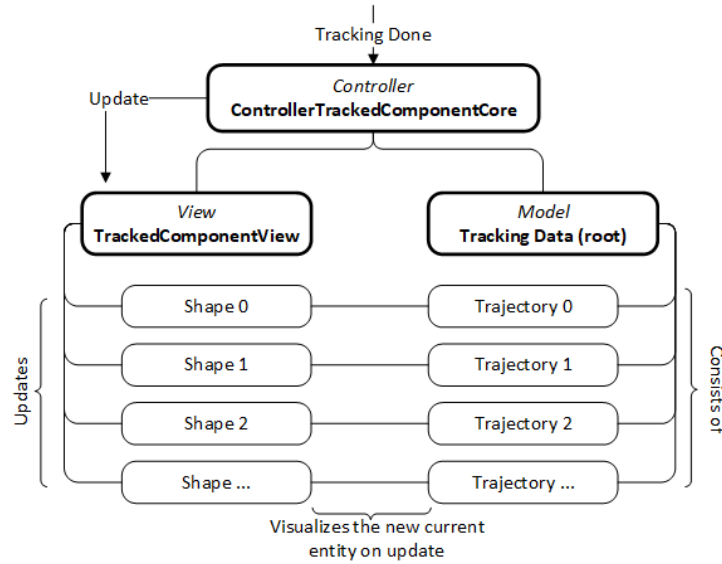 Tracking Done
Controller
ControllerTrackedComponentCore
Update
View
TrackedComponentView
Model
Tracking Data (root)
Shape 0
Trajectory 0
Shape 1
Trajectory 1
Shape 2
Trajectory 2
Shape ...
Trajectory ...
Updates
Consists of
Visualizes the new current
entity on update